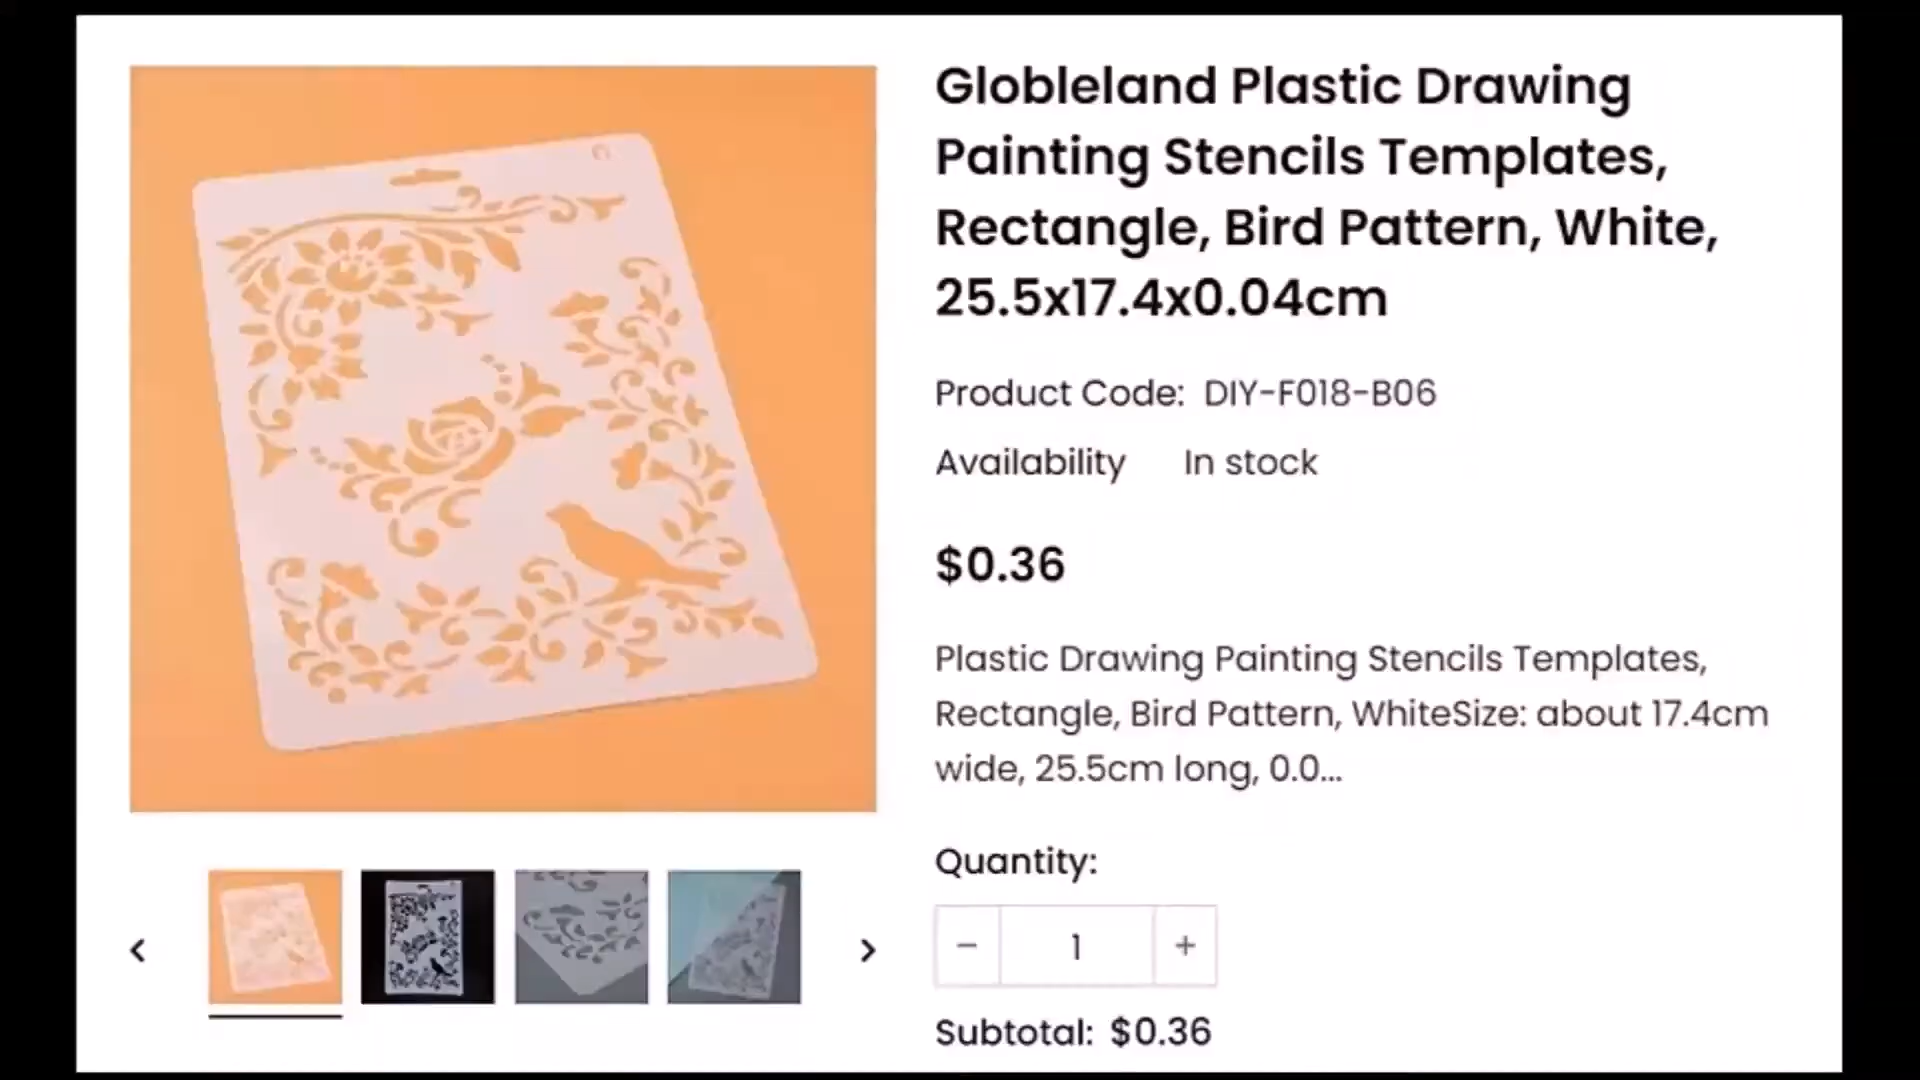 Globleland Plastic Drawing
Painting Stencils Templates,
Rectangle, Bird Pattern, White,
25.5x17.4x0.04cm
Product Code: DIY-F018-B06
Availability In stock
$0.36
Plastic Drawing Painting Stencils Templates,
Rectangle, Bird Pattern, WhiteSize: about 17.4cm
wide, 25.5cm long, 0.0...
Quantity:
− 1 +
Subtotal: $0.36